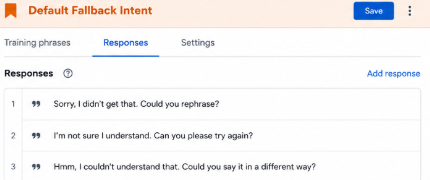 Default Fallback Intent
Save
Training phrases Responses Settings
Responses ? Add response
1 Sorry, I didn't get that. Could you rephrase?
2 I'm not sure I understand. Can you please try again?
3 Hmm, I couldn't understand that. Could you say it in a different way?